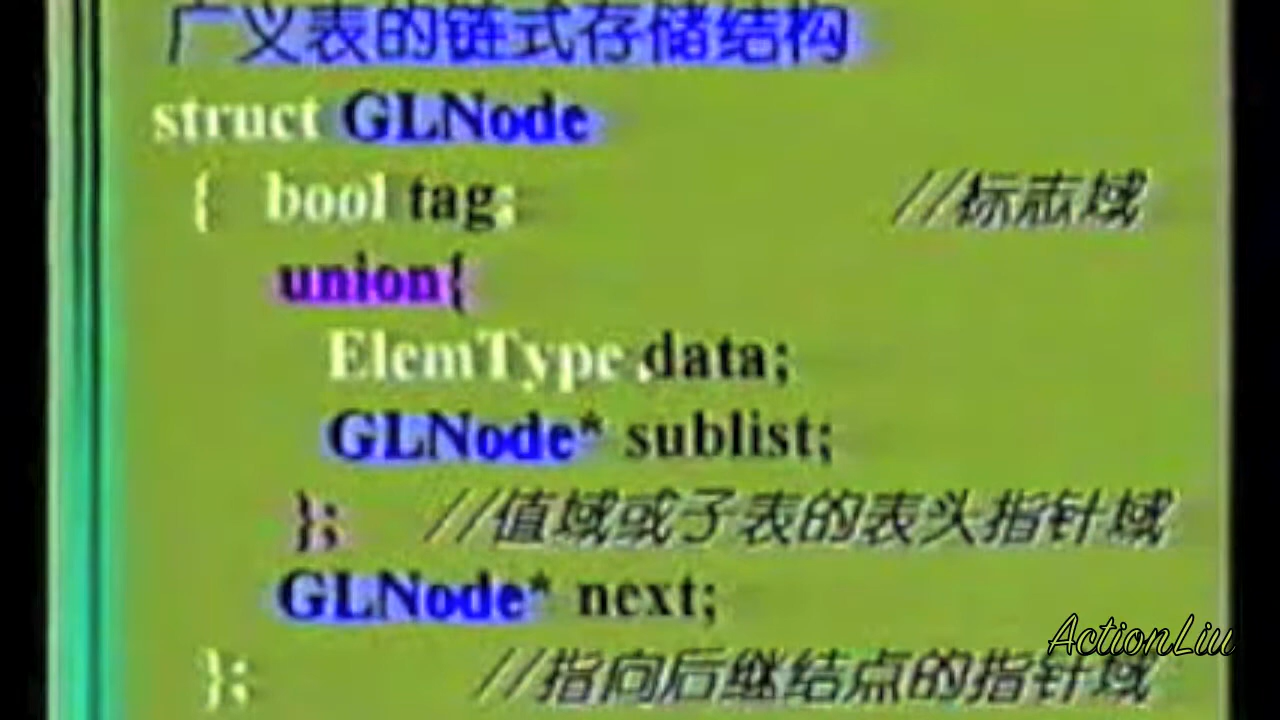 广义表的链式存储结构
struct GLNode
{ bool tag; //标志域
union{
ElemType data;
GLNode* sublist;
}; //值域或子表的表头指针域
GLNode* next;
}; //指向后继结点的指针域
ActionLiu